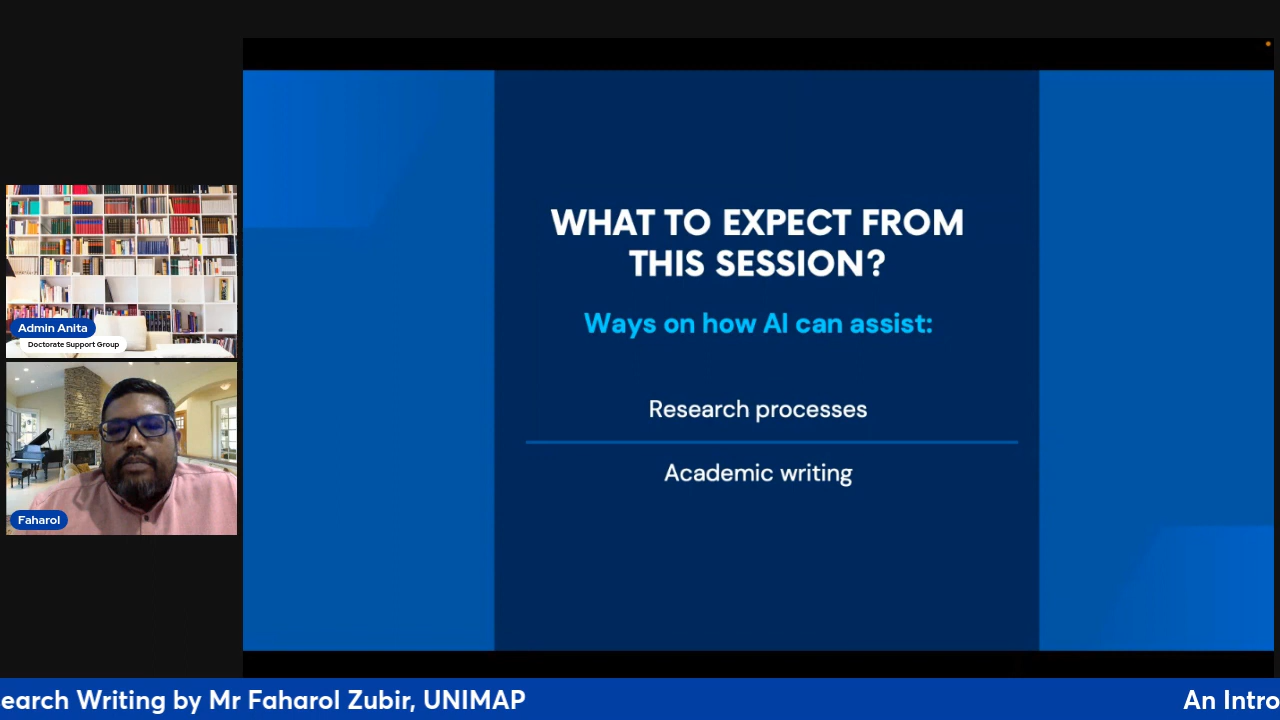 WHAT TO EXPECT FROM
THIS SESSION?
Ways on how AI can assist:
Research processes
Academic writing
Admin Anita
Doctorate Support Group
Faharol
earch Writing by Mr Faharol Zubir, UNIMAP
An Intro